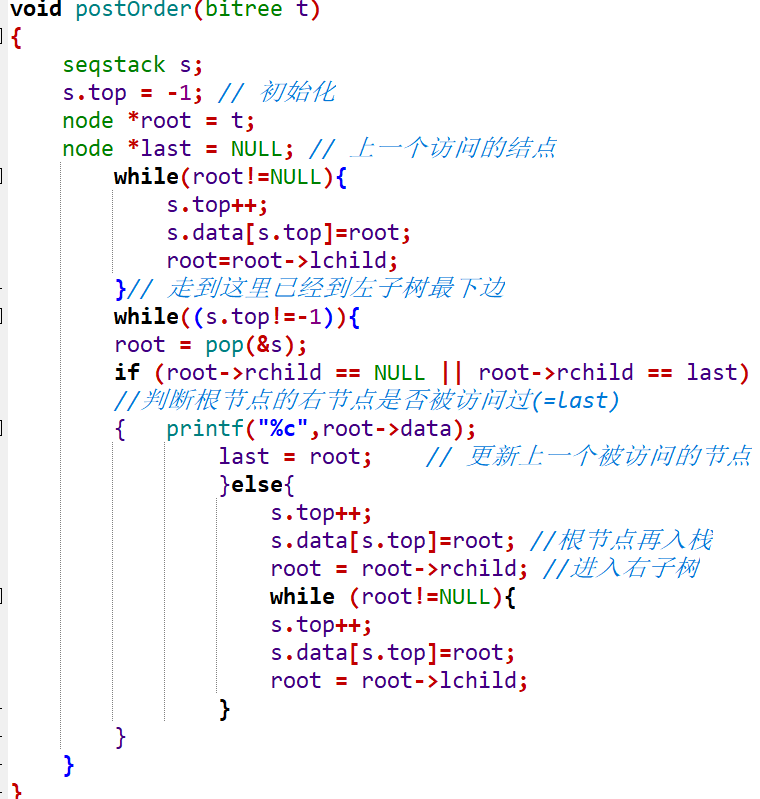 void postOrder(bitree t)
{
    seqstack s;
    s.top = -1; // 初始化
    node *root = t;
    node *last = NULL; // 上一个访问的结点
        while(root!=NULL){
            s.top++;
            s.data[s.top]=root;
            root=root->lchild;
        }// 走到这里已经到左子树最下边
        while((s.top!=-1)){
        root = pop(&s);
        if (root->rchild == NULL || root->rchild == last)
        //判断根节点的右节点是否被访问过(=last)
        {   printf("%c",root->data);
                last = root;    // 更新上一个被访问的节点
                }else{
                    s.top++;
                    s.data[s.top]=root; //根节点再入栈
                    root = root->rchild; //进入右子树
                    while (root!=NULL){
                    s.top++;
                    s.data[s.top]=root;
                    root = root->lchild;
                }
        }
    }
}